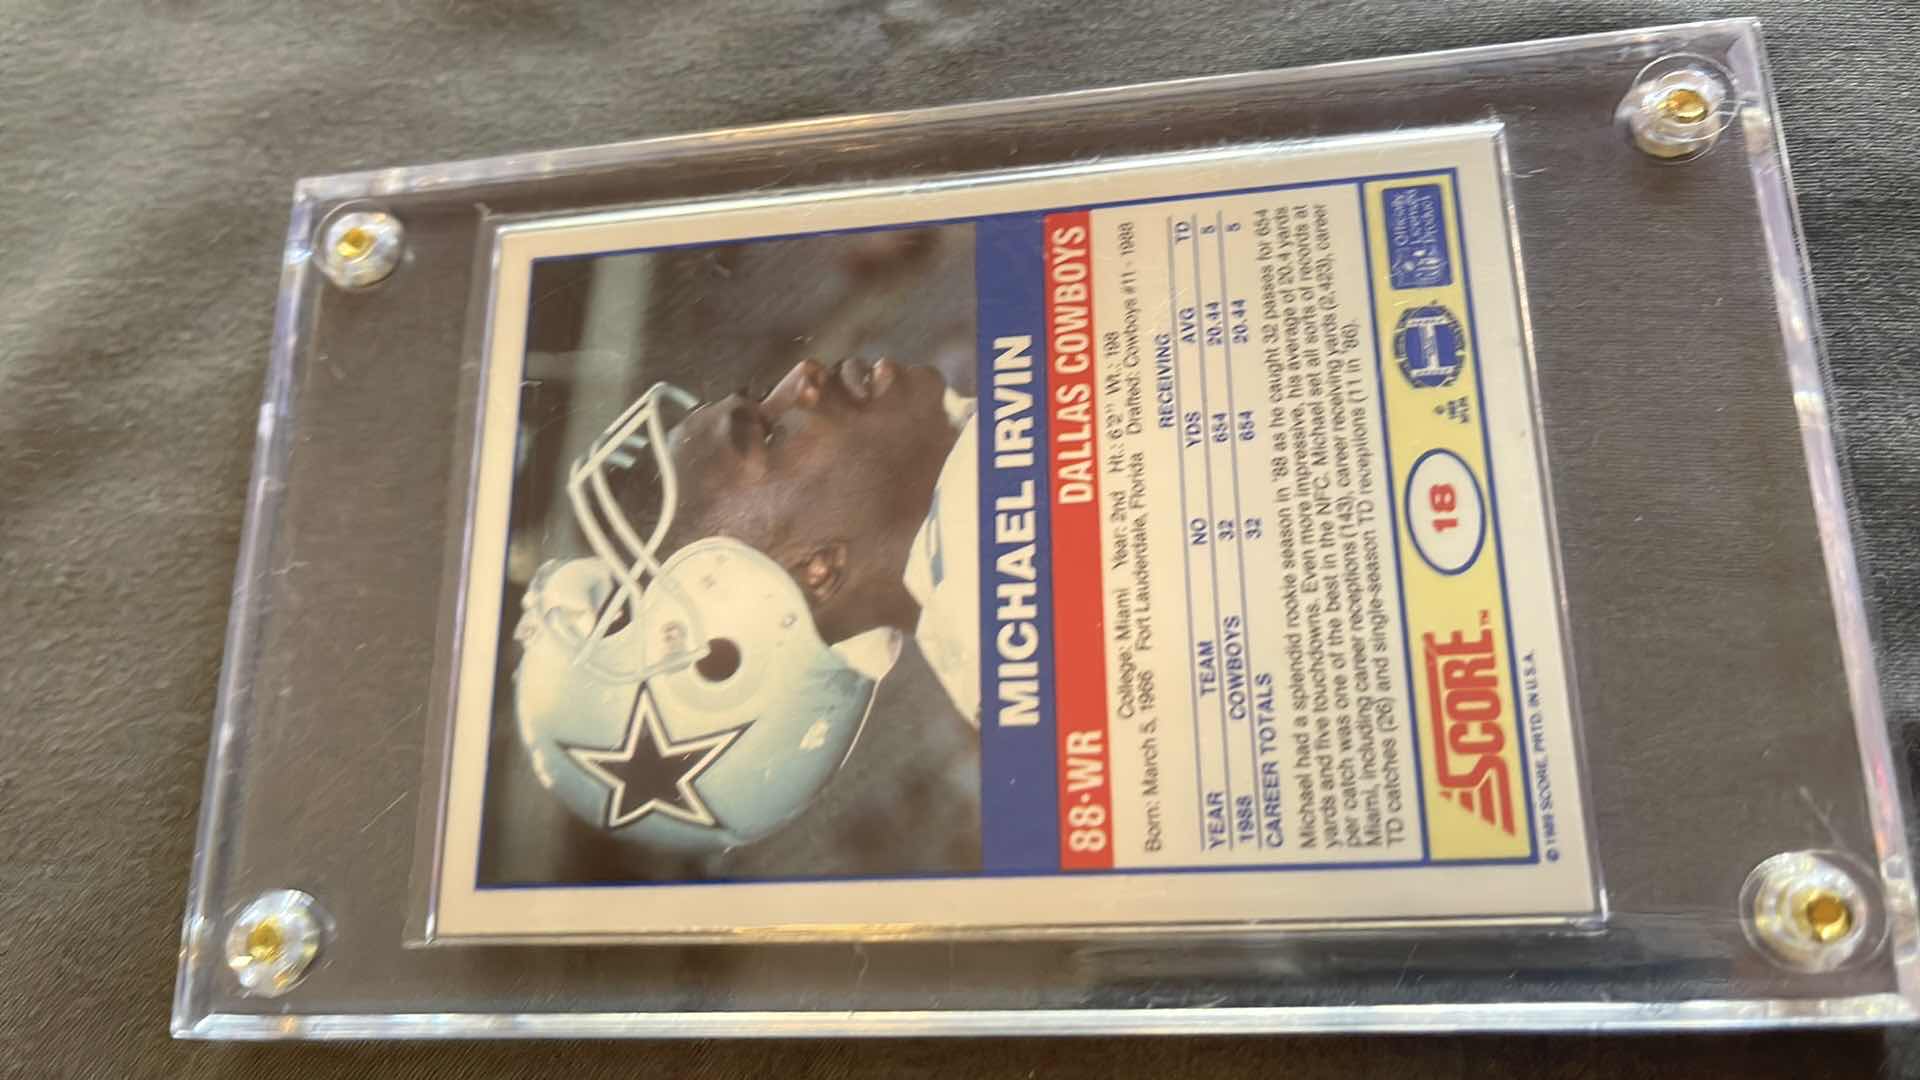 MICHAEL IRVIN
88·WR DALLAS COWBOYS
College: Miami Year: 2nd Ht.: 6'2" Wt.: 198
Born: March 5, 1966 Fort Lauderdale, Florida Drafted: Cowboys #11 - 1988
RECEIVING
YEAR TEAM NO YDS AVG TD
1988 COWBOYS 32 654 20.44 5
CAREER TOTALS 32 654 20.44 5
Michael had a splendid rookie season in '88 as he caught 32 passes for 654
yards and five touchdowns. Even more impressive, his average of 20.4 yards
per catch was one of the best in the NFC. Michael set all sorts of records at
Miami, including career receptions (143), career receiving yards (2,423), career
TD catches (26) and single-season TD receptions (11 in '86).
SCORE™ 18
Officially
Licensed
Product
© 1989 SCORE, PRTD. IN U.S.A.